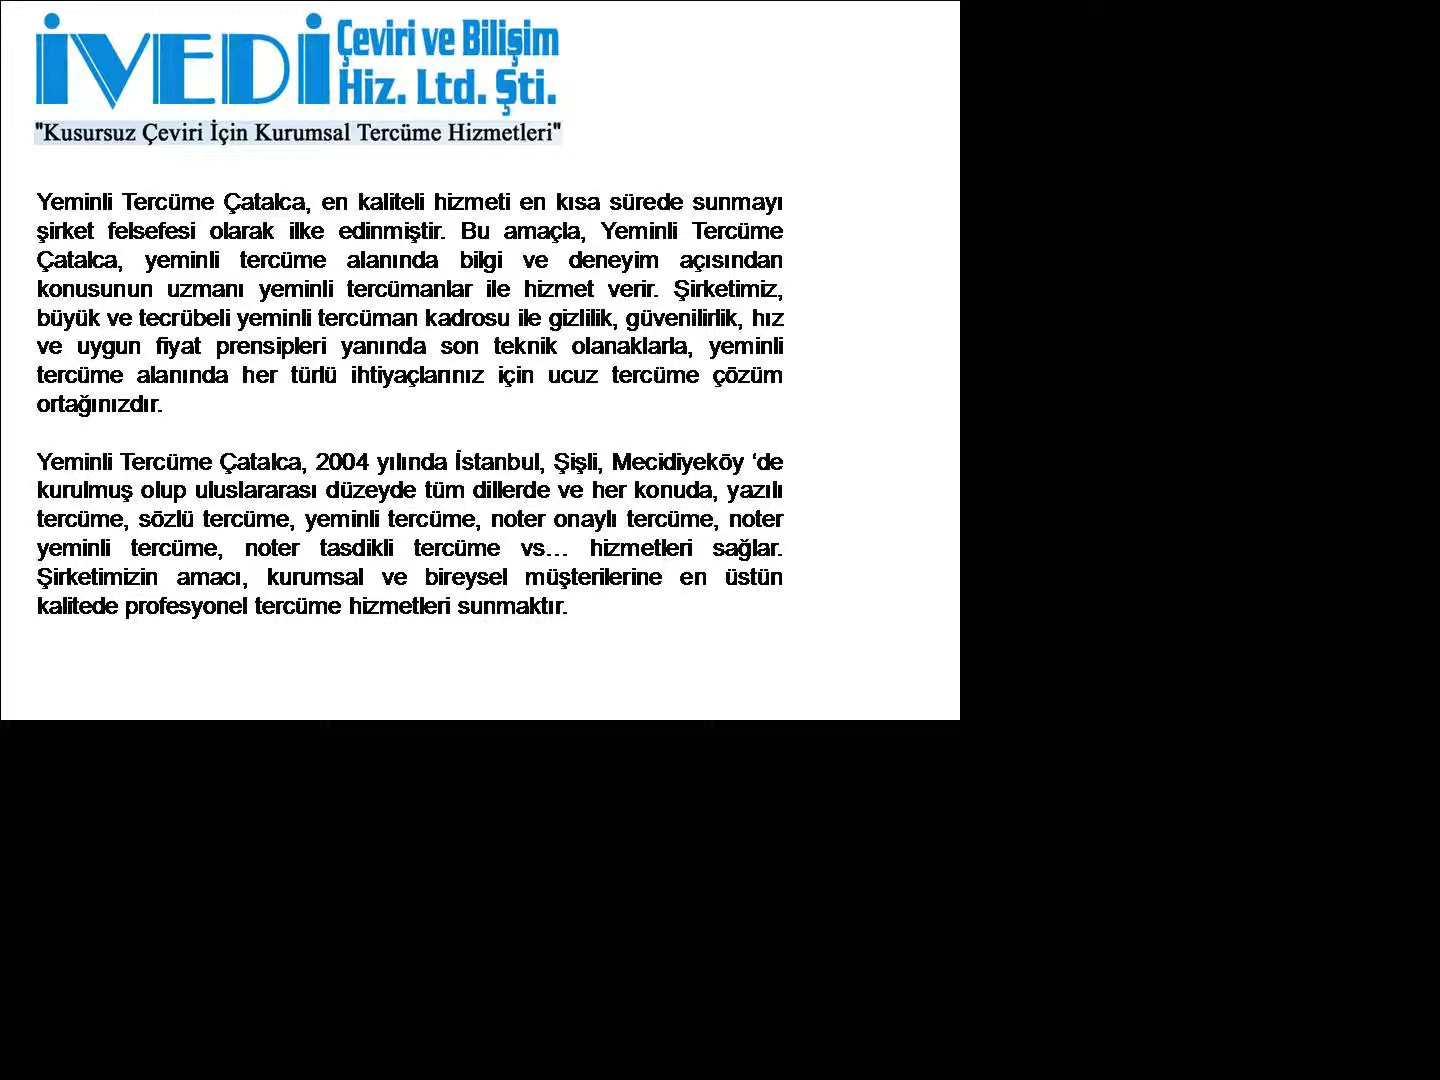 İVEDİ Çeviri ve Bilişim
Hiz. Ltd. Şti.
"Kusursuz Çeviri İçin Kurumsal Tercüme Hizmetleri"
Yeminli Tercüme Çatalca, en kaliteli hizmeti en kısa sürede sunmayı
şirket felsefesi olarak ilke edinmiştir. Bu amaçla, Yeminli Tercüme
Çatalca, yeminli tercüme alanında bilgi ve deneyim açısından
konusunun uzmanı yeminli tercümanlar ile hizmet verir. Şirketimiz,
büyük ve tecrübeli yeminli tercüman kadrosu ile gizlilik, güvenilirlik, hız
ve uygun fiyat prensipleri yanında son teknik olanaklarla, yeminli
tercüme alanında her türlü ihtiyaçlarınız için ucuz tercüme çözüm
ortağınızdır.
Yeminli Tercüme Çatalca, 2004 yılında İstanbul, Şişli, Mecidiyeköy ‘de
kurulmuş olup uluslararası düzeyde tüm dillerde ve her konuda, yazılı
tercüme, sözlü tercüme, yeminli tercüme, noter onaylı tercüme, noter
yeminli tercüme, noter tasdikli tercüme vs… hizmetleri sağlar.
Şirketimizin amacı, kurumsal ve bireysel müşterilerine en üstün
kalitede profesyonel tercüme hizmetleri sunmaktır.